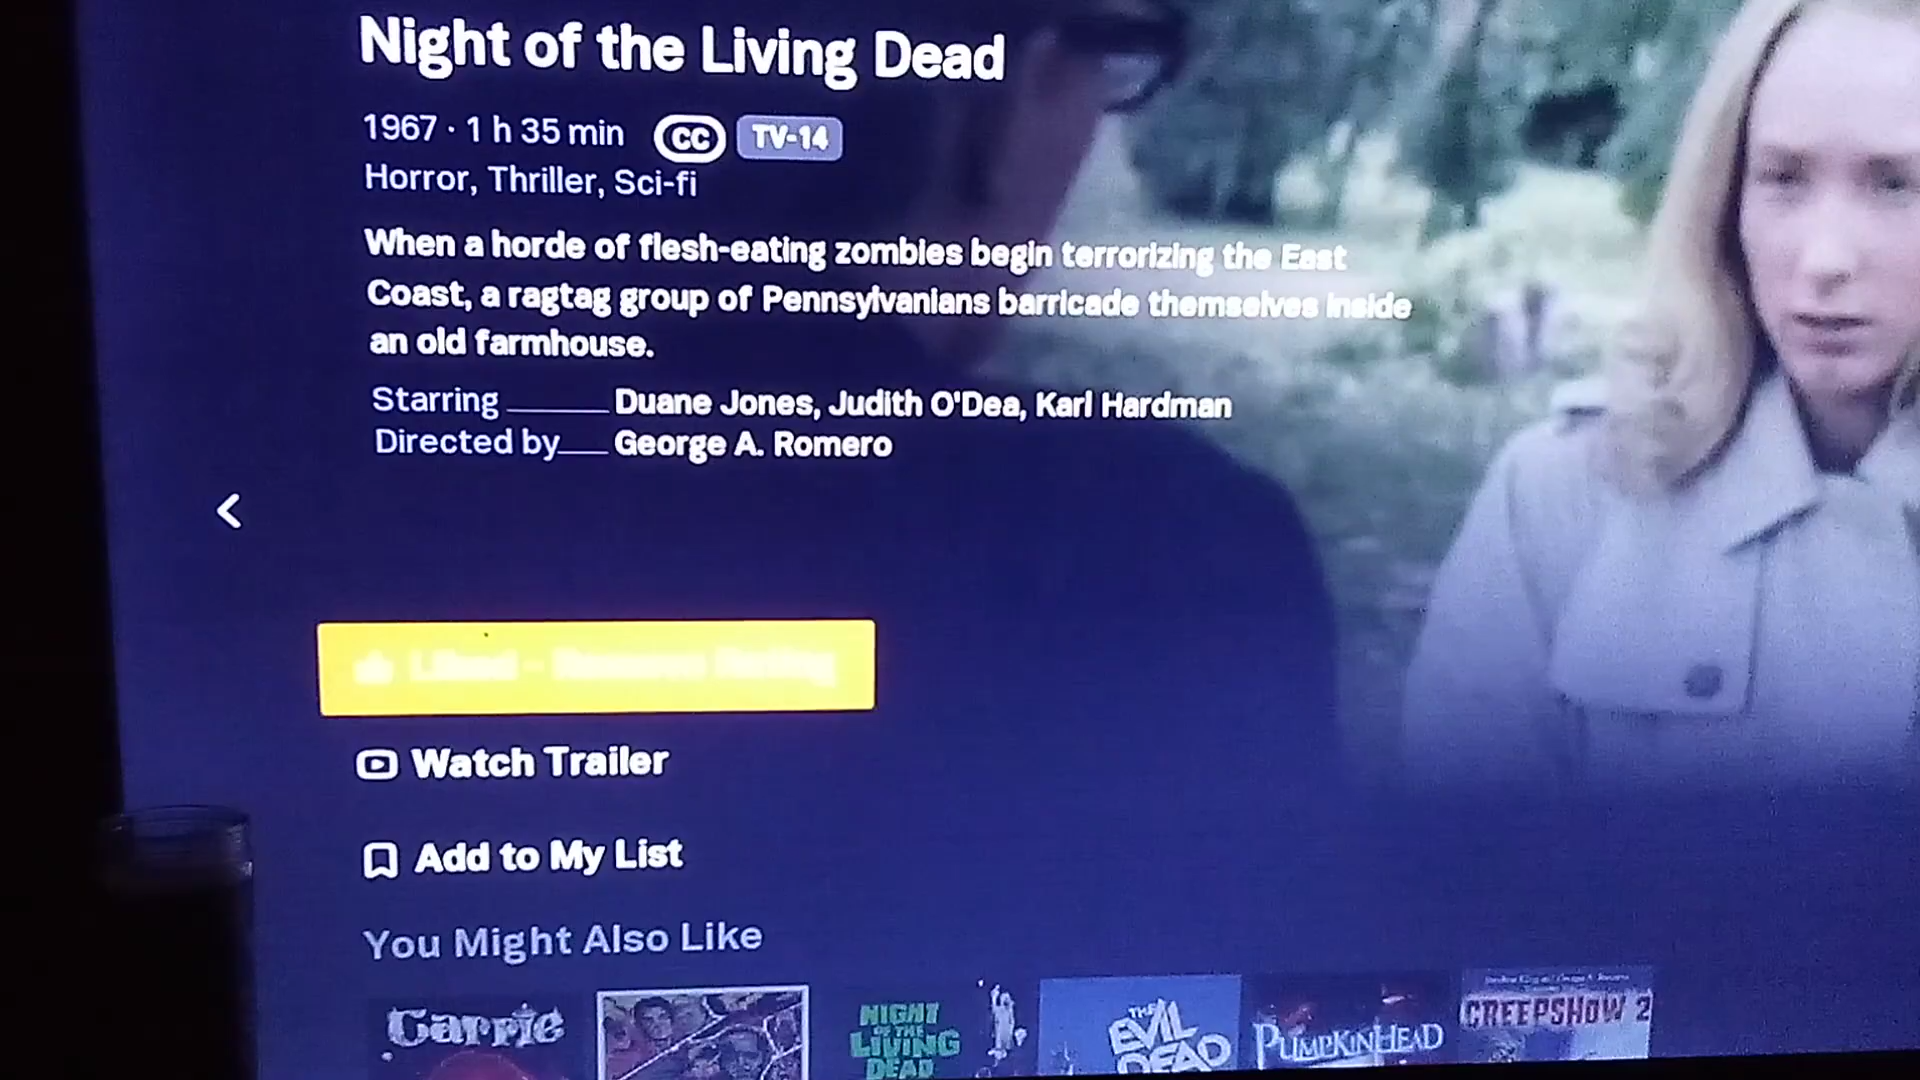 Night of the Living Dead
1967 · 1 h 35 min CC TV-14
Horror, Thriller, Sci-fi
When a horde of flesh-eating zombies begin terrorizing the East
Coast, a ragtag group of Pennsylvanians barricade themselves inside
an old farmhouse.
Starring Duane Jones, Judith O'Dea, Karl Hardman
Directed by George A. Romero
Liked - Remove Rating
Watch Trailer
Add to My List
You Might Also Like
Carrie
NIGHT
OF THE
LIVING
DEAD
THE
EVIL
DEAD
PUMPKINHEAD
CREEPSHOW 2